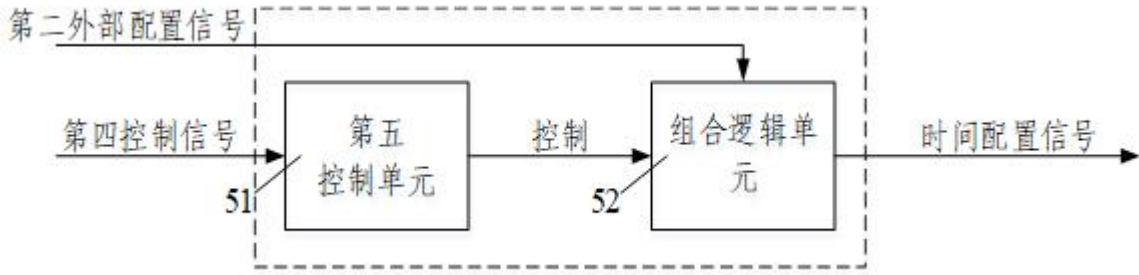 第二外部配置信号
第四控制信号
第五
控制单元
控制
组合逻辑单
元
时间配置信号
51
52